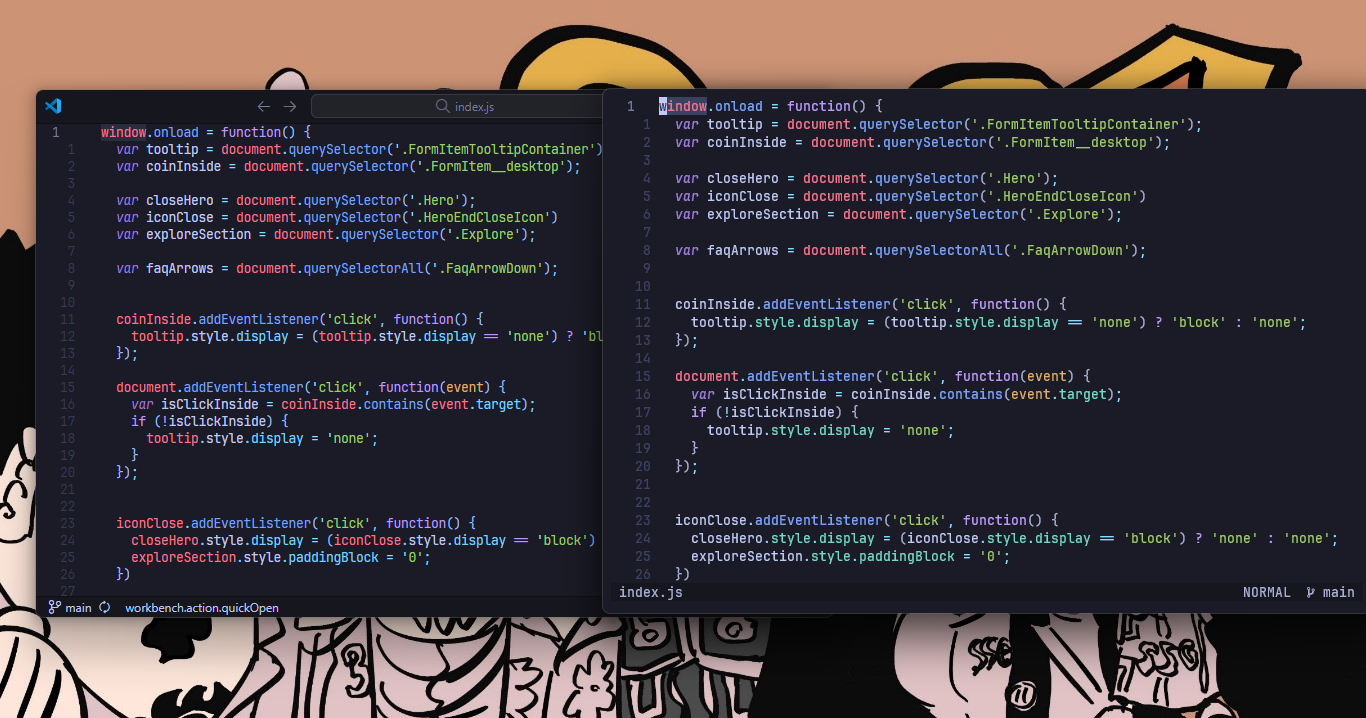 index.js
1 window.onload = function() {
1 var tooltip = document.querySelector('.FormItemTooltipContainer')
2 var coinInside = document.querySelector('.FormItem__desktop');
3
4 var closeHero = document.querySelector('.Hero');
5 var iconClose = document.querySelector('.HeroEndCloseIcon')
6 var exploreSection = document.querySelector('.Explore');
7
8 var faqArrows = document.querySelectorAll('.FaqArrowDown');
9
10
11 coinInside.addEventListener('click', function() {
12 tooltip.style.display = (tooltip.style.display == 'none') ? 'bl
13 });
14
15 document.addEventListener('click', function(event) {
16 var isClickInside = coinInside.contains(event.target);
17 if (!isClickInside) {
18 tooltip.style.display = 'none';
19 }
20 });
21
22
23 iconClose.addEventListener('click', function() {
24 closeHero.style.display = (iconClose.style.display == 'block')
25 exploreSection.style.paddingBlock = '0';
26 })
27
main workbench.action.quickOpen
1 window.onload = function() {
1 var tooltip = document.querySelector('.FormItemTooltipContainer');
2 var coinInside = document.querySelector('.FormItem__desktop');
3
4 var closeHero = document.querySelector('.Hero');
5 var iconClose = document.querySelector('.HeroEndCloseIcon')
6 var exploreSection = document.querySelector('.Explore');
7
8 var faqArrows = document.querySelectorAll('.FaqArrowDown');
9
10
11 coinInside.addEventListener('click', function() {
12 tooltip.style.display = (tooltip.style.display == 'none') ? 'block' : 'none';
13 });
14
15 document.addEventListener('click', function(event) {
16 var isClickInside = coinInside.contains(event.target);
17 if (!isClickInside) {
18 tooltip.style.display = 'none';
19 }
20 });
21
22
23 iconClose.addEventListener('click', function() {
24 closeHero.style.display = (iconClose.style.display == 'block') ? 'none' : 'none';
25 exploreSection.style.paddingBlock = '0';
26 })
index.js NORMAL main